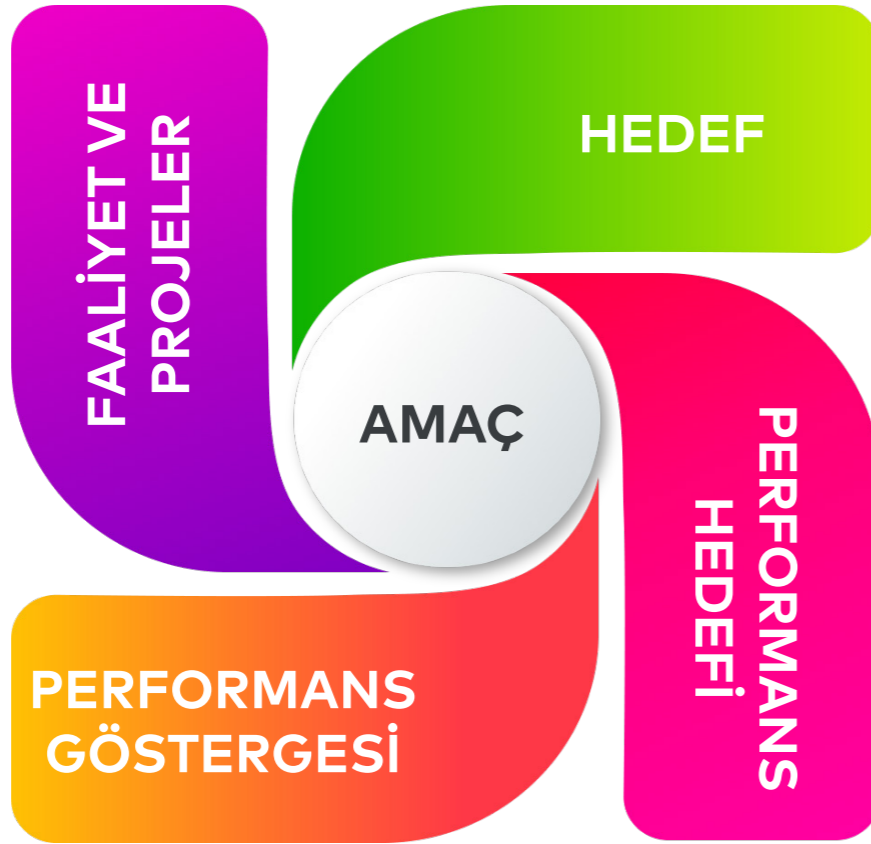 FAALİYET VE
PROJELER
HEDEF
AMAÇ
PERFORMANS
HEDEFİ
PERFORMANS
GÖSTERGESİ